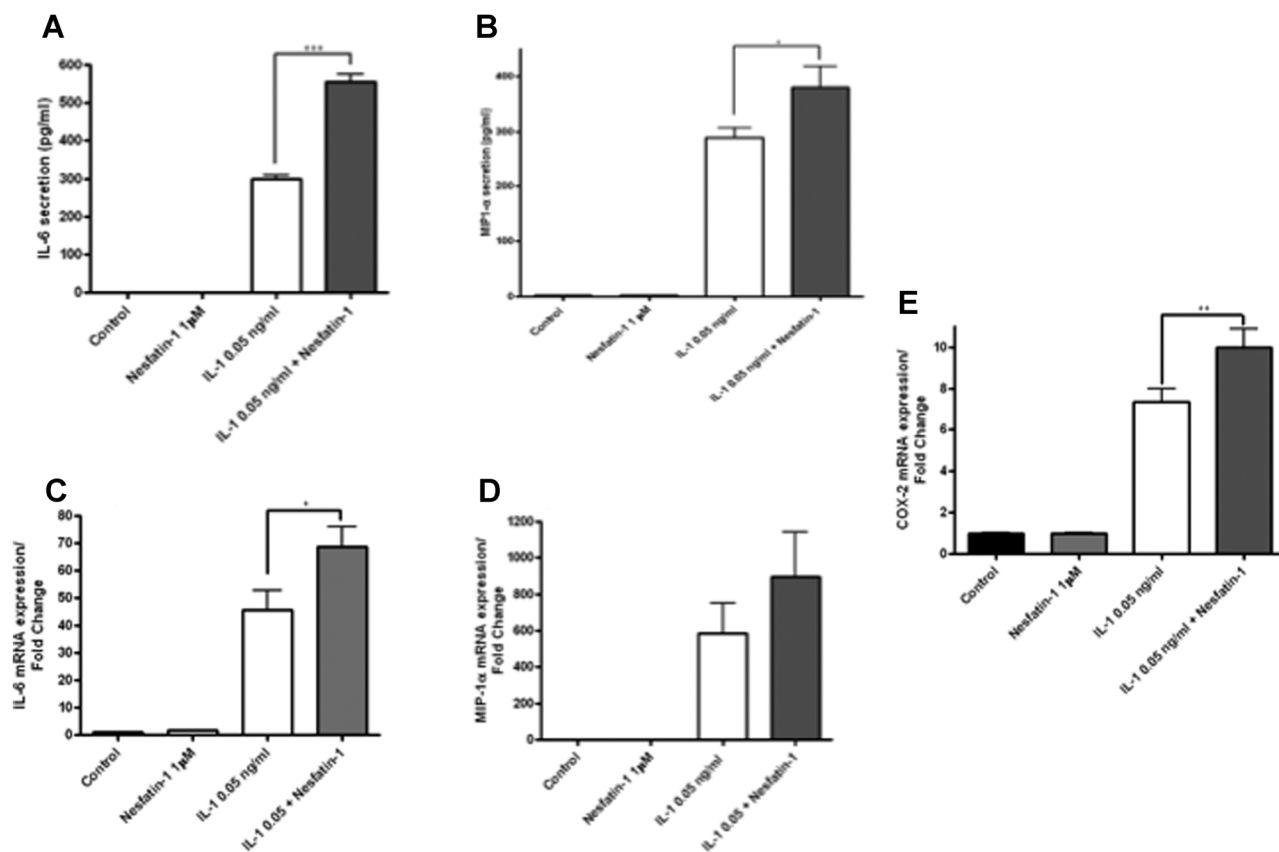 A
***
IL-6 secretion (pg/ml)
600
500
400
300
200
100
0
Control
Nesfatin-1 1μM
IL-1 0.05 ng/ml
IL-1 0.05 ng/ml + Nesfatin-1
B
*
MIP1-α secretion (pg/ml)
400
300
200
100
0
Control
Nesfatin-1 1 μM
IL-1 0.05 ng/ml
IL-1 0.05 ng/ml + Nesfatin-1
C
*
IL-6 mRNA expression/
Fold Change
80
70
60
50
40
30
20
10
0
Control
Nesfatin-1 1μM
IL-1 0.05 ng/ml
IL-1 0.05 + Nesfatin-1
D
MIP-1α mRNA expression/
Fold Change
1200
1000
800
600
400
200
0
Control
Nesfatin-1 1μM
IL-1 0.05 ng/ml
IL-1 0.05 + Nesfatin-1
E
**
COX-2 mRNA expression/
Fold Change
10
8
6
4
2
0
Control
Nesfatin-1 1μM
IL-1 0.05 ng/ml
IL-1 0.05 ng/ml + Nesfatin-1